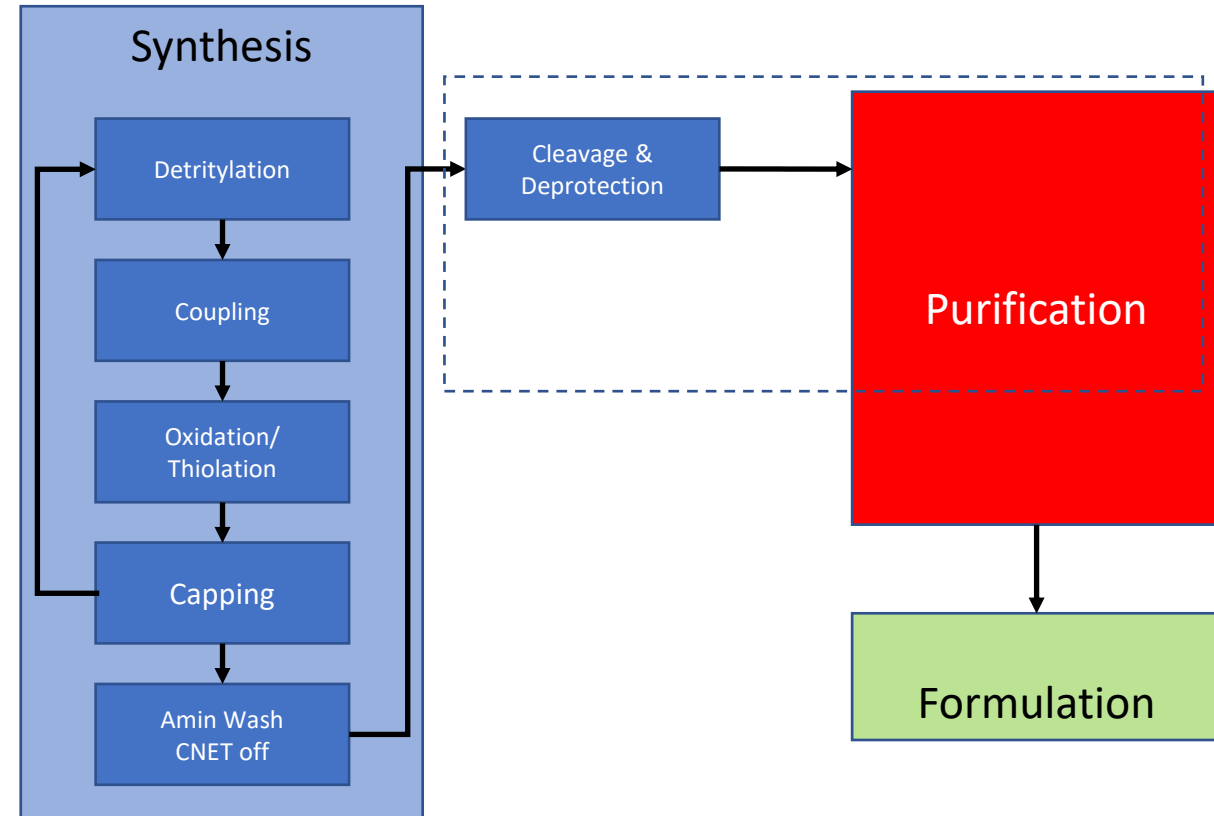 Synthesis
Detritylation
Coupling
Oxidation/
Thiolation
Capping
Amin Wash
CNET off
Cleavage &
Deprotection
Purification
Formulation